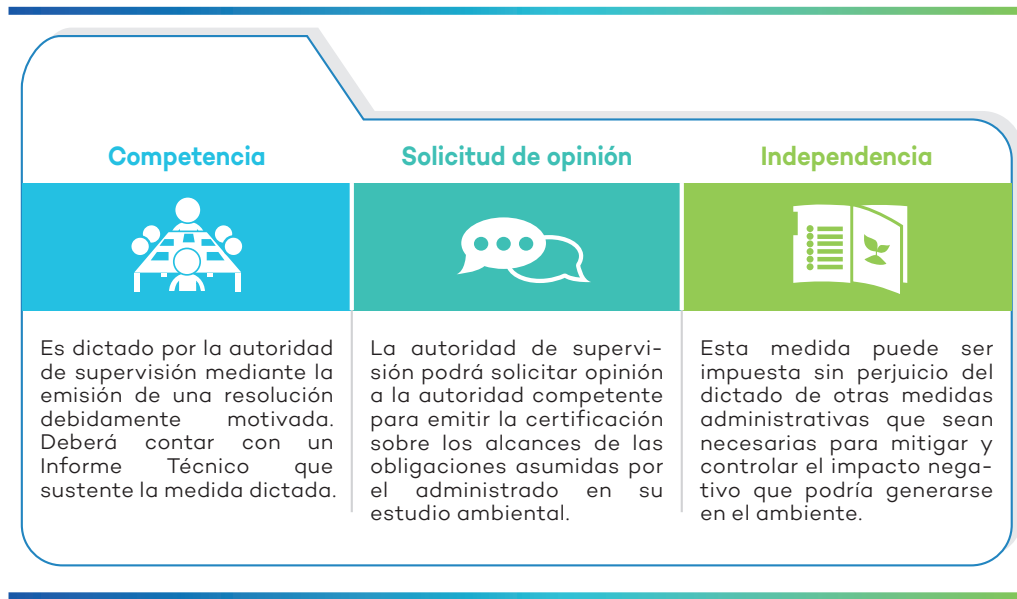 Competencia
Es dictado por la autoridad
de supervisión mediante la
emisión de una resolución
debidamente motivada.
Deberá contar con un
Informe Técnico que
sustente la medida dictada.
Solicitud de opinión
La autoridad de supervi-
sión podrá solicitar opinión
a la autoridad competente
para emitir la certificación
sobre los alcances de las
obligaciones asumidas por
el administrado en su
estudio ambiental.
Independencia
Esta medida puede ser
impuesta sin perjuicio del
dictado de otras medidas
administrativas que sean
necesarias para mitigar y
controlar el impacto nega-
tivo que podría generarse
en el ambiente.